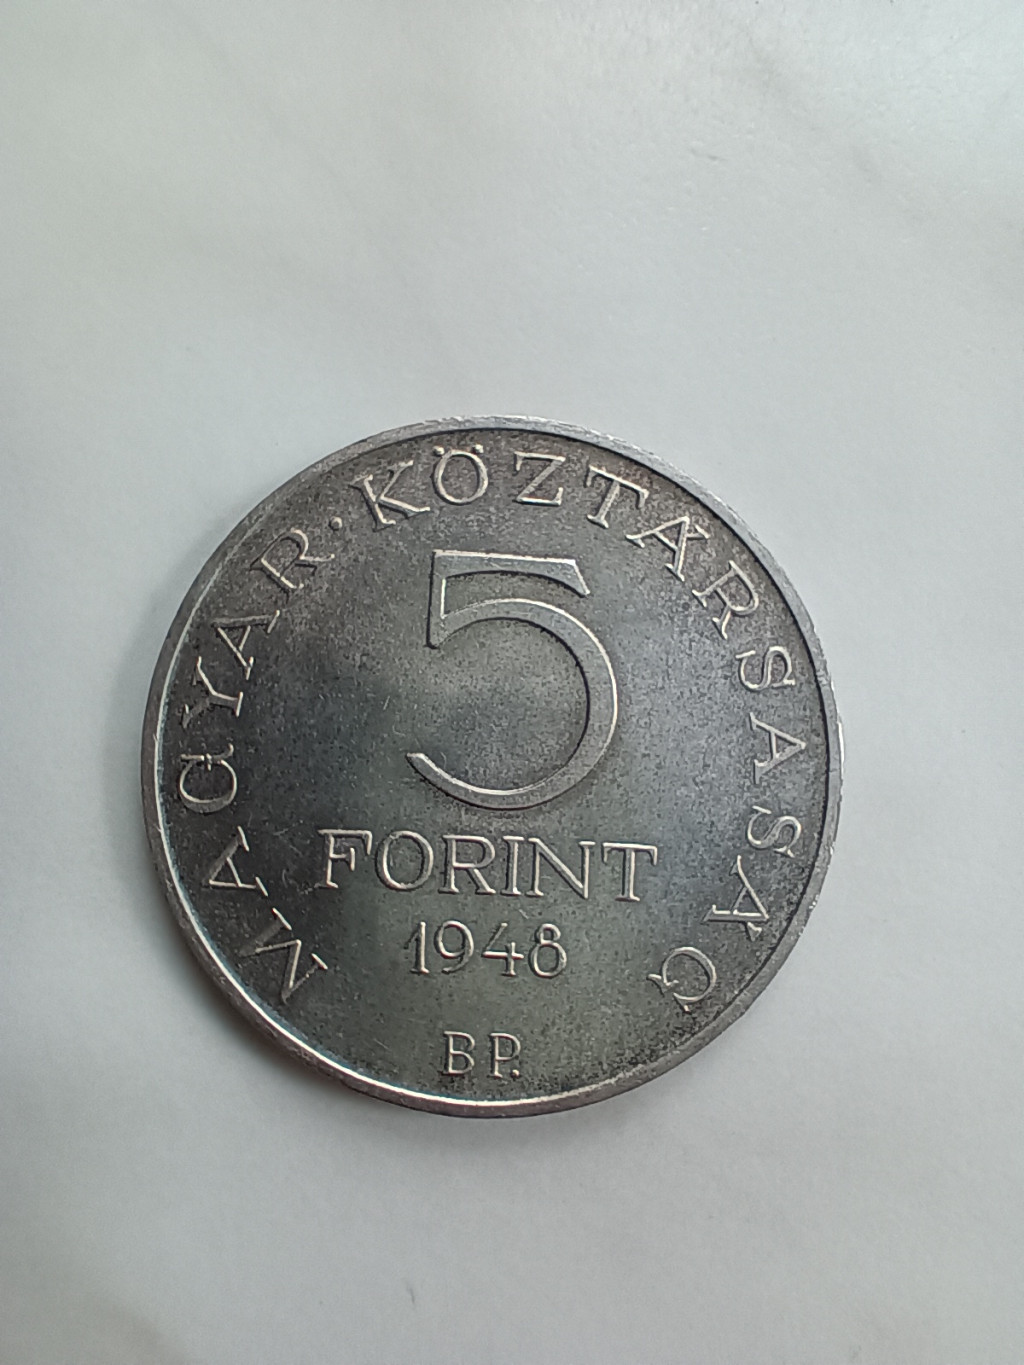 MAGYAR · KÖZTÁRSASÁG
5
FORINT
1948
BP.